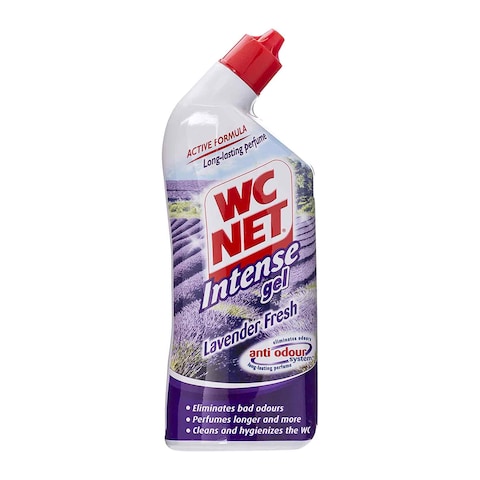 ACTIVE FORMULA
Long-lasting perfume
WC
NET®
Intense
gel
Lavender Fresh
eliminates odours
anti odour
system
long-lasting perfume
• Eliminates bad odours
• Perfumes longer and more
• Cleans and hygienizes the WC